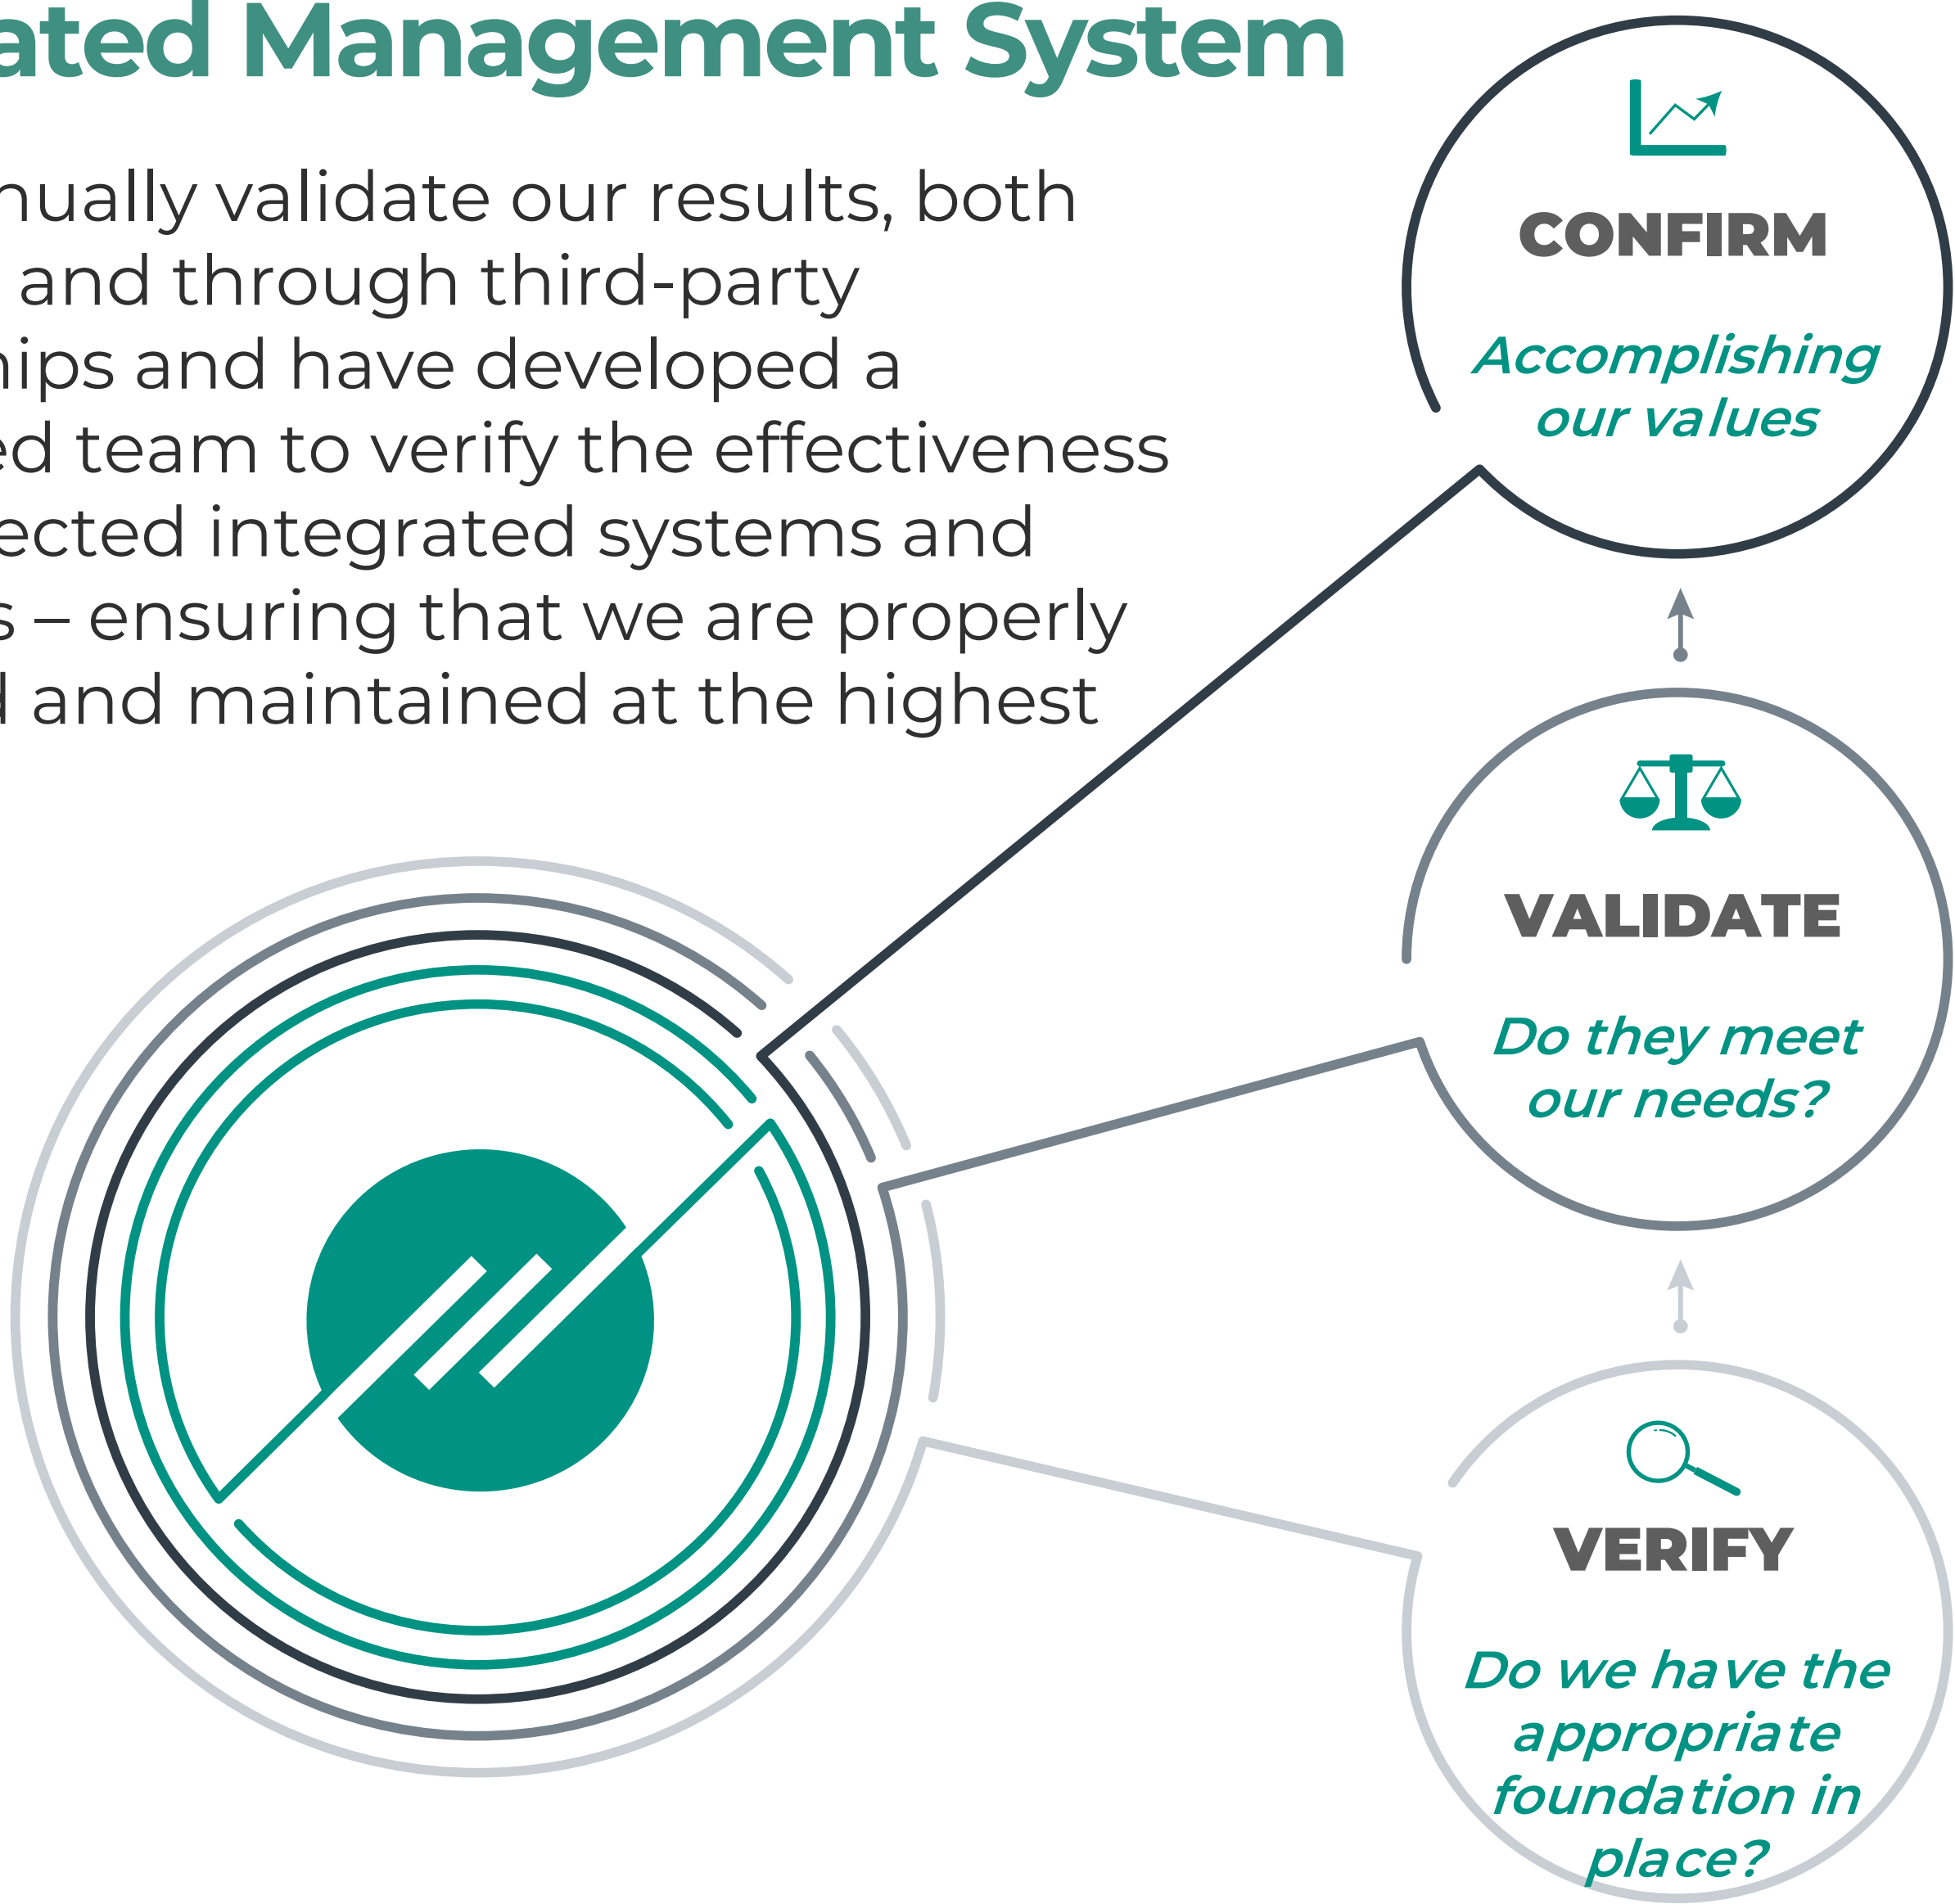 ated Management System
nually validate our results, both
and through third-party
hips and have developed a
ed team to verify the effectiveness
ected integrated systems and
s – ensuring that we are properly
d and maintained at the highest
CONFIRM
Accomplishing
our values
VALIDATE
Do they meet
our needs?
VERIFY
Do we have the
appropriate
foundation in
place?